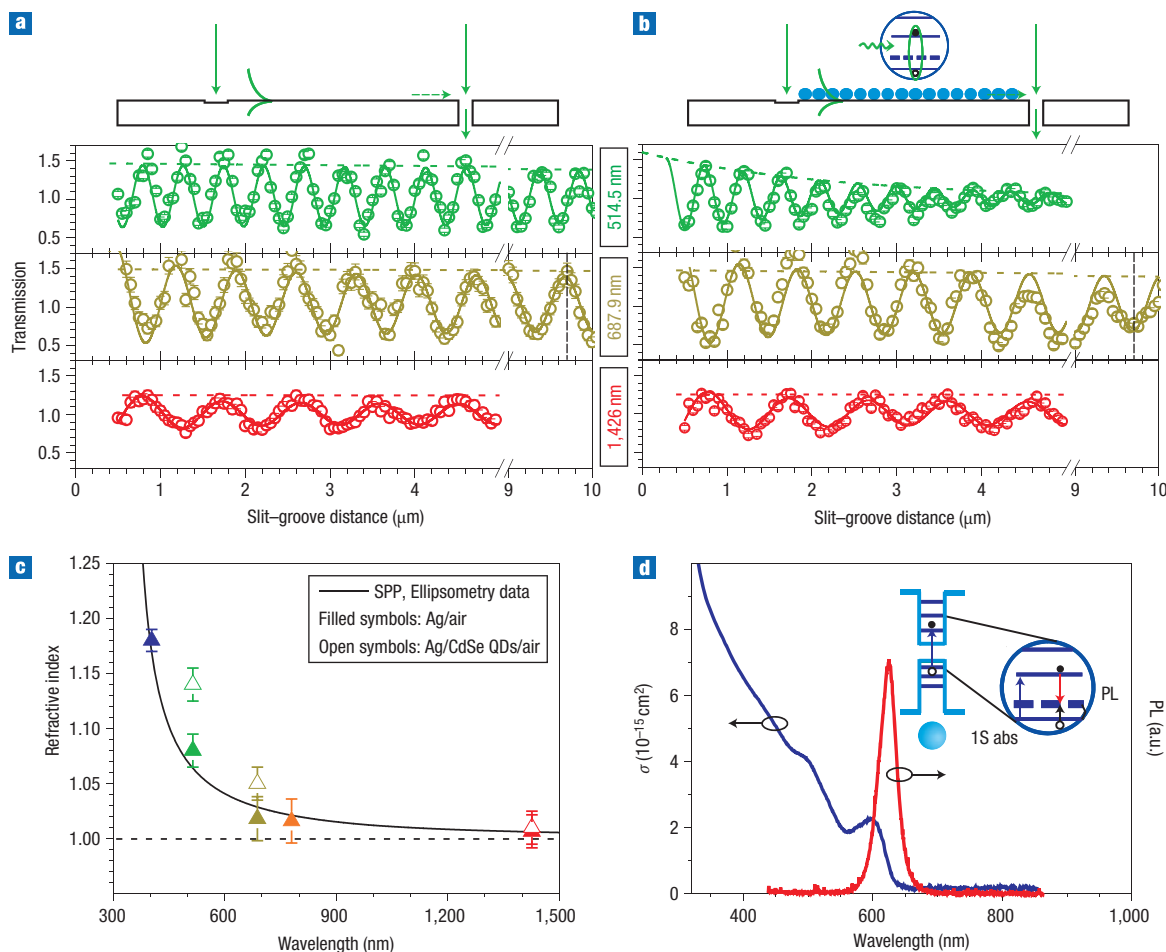 a
b
1.5
1.0
0.5
1.5
1.0
0.5
1.5
1.0
0.5
Transmission
514.5 nm
687.9 nm
1,426 nm
0 1 2 3 4 9 10
Slit–groove distance (μm)
0 1 2 3 4 5 9 10
Slit–groove distance (μm)
c
1.25
1.20
1.15
1.10
1.05
1.00
Refractive index
SPP, Ellipsometry data
Filled symbols: Ag/air
Open symbols: Ag/CdSe QDs/air
300 600 900 1,200 1,500
Wavelength (nm)
d
8
6
4
2
0
σ (10⁻¹⁵ cm²)
PL
1S abs
PL (a.u.)
400 600 800 1,000
Wavelength (nm)